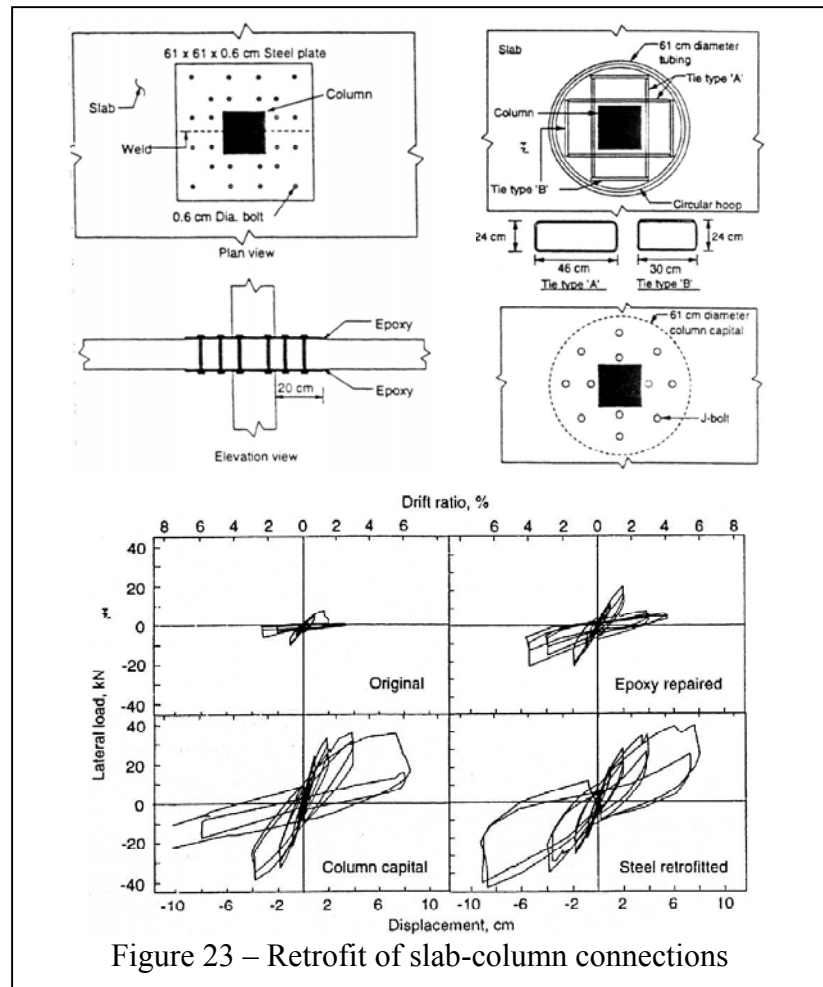 61 x 61 x 0.6 cm Steel plate
Column
Slab
Weld
0.6 cm Dia. bolt
Plan view
Epoxy
Epoxy
20 cm
Elevation view
Slab
61 cm diameter
tubing
Tie type 'A'
Column
Tie type 'B'
Circular hoop
24 cm
24 cm
46 cm
30 cm
Tie type 'A'
Tie type 'B'
61 cm diameter
column capital
J-bolt
Drift ratio, %
8 6 4 2 0 2 4 6
6 4 2 0 2 4 6 8
40
20
0
-20
-40
Original
Epoxy repaired
Lateral load, kN
40
20
0
-20
-40
Column capital
Steel retrofitted
-10 -6 -2 2 6 10
-10 -6 -2 2 6 10
Displacement, cm
Figure 23 – Retrofit of slab-column connections